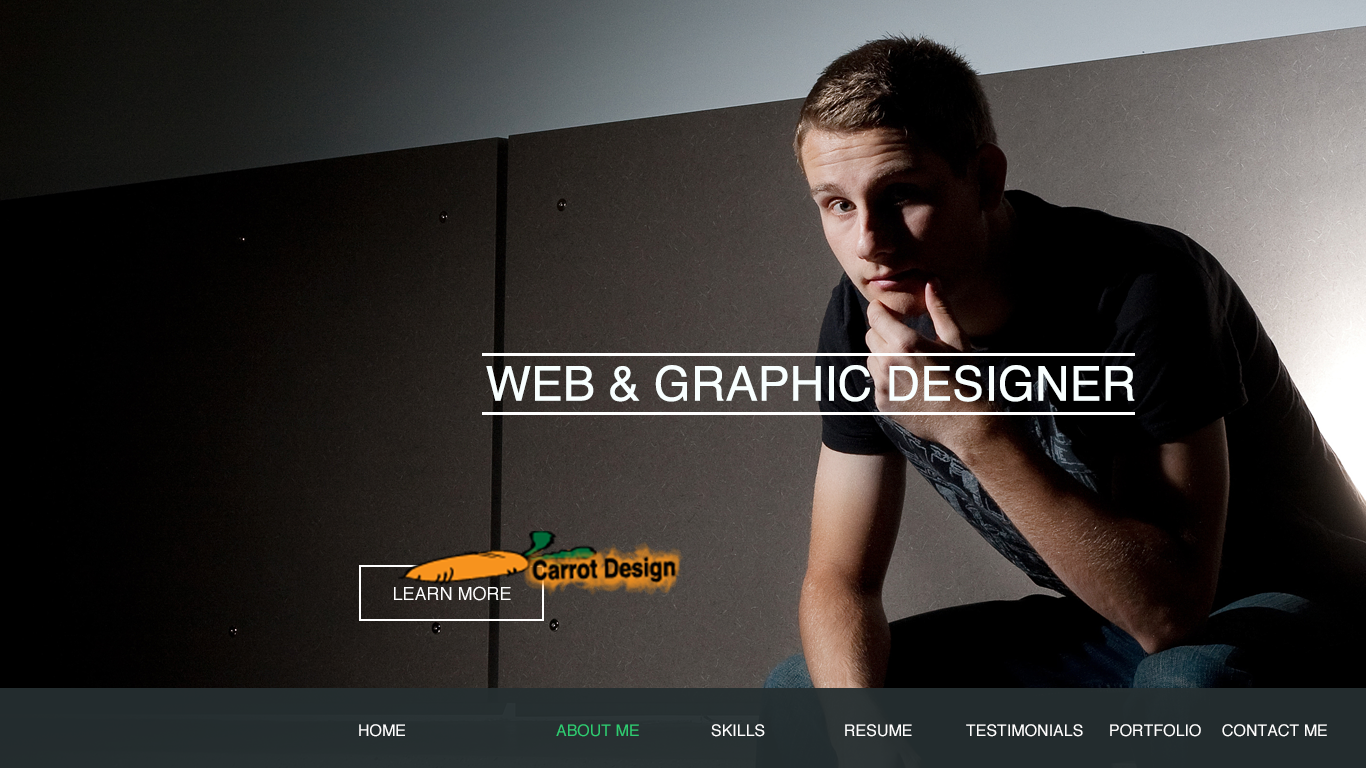 WEB & GRAPHIC DESIGNER
Carrot Design
LEARN MORE
HOME ABOUT ME SKILLS RESUME TESTIMONIALS PORTFOLIO CONTACT ME